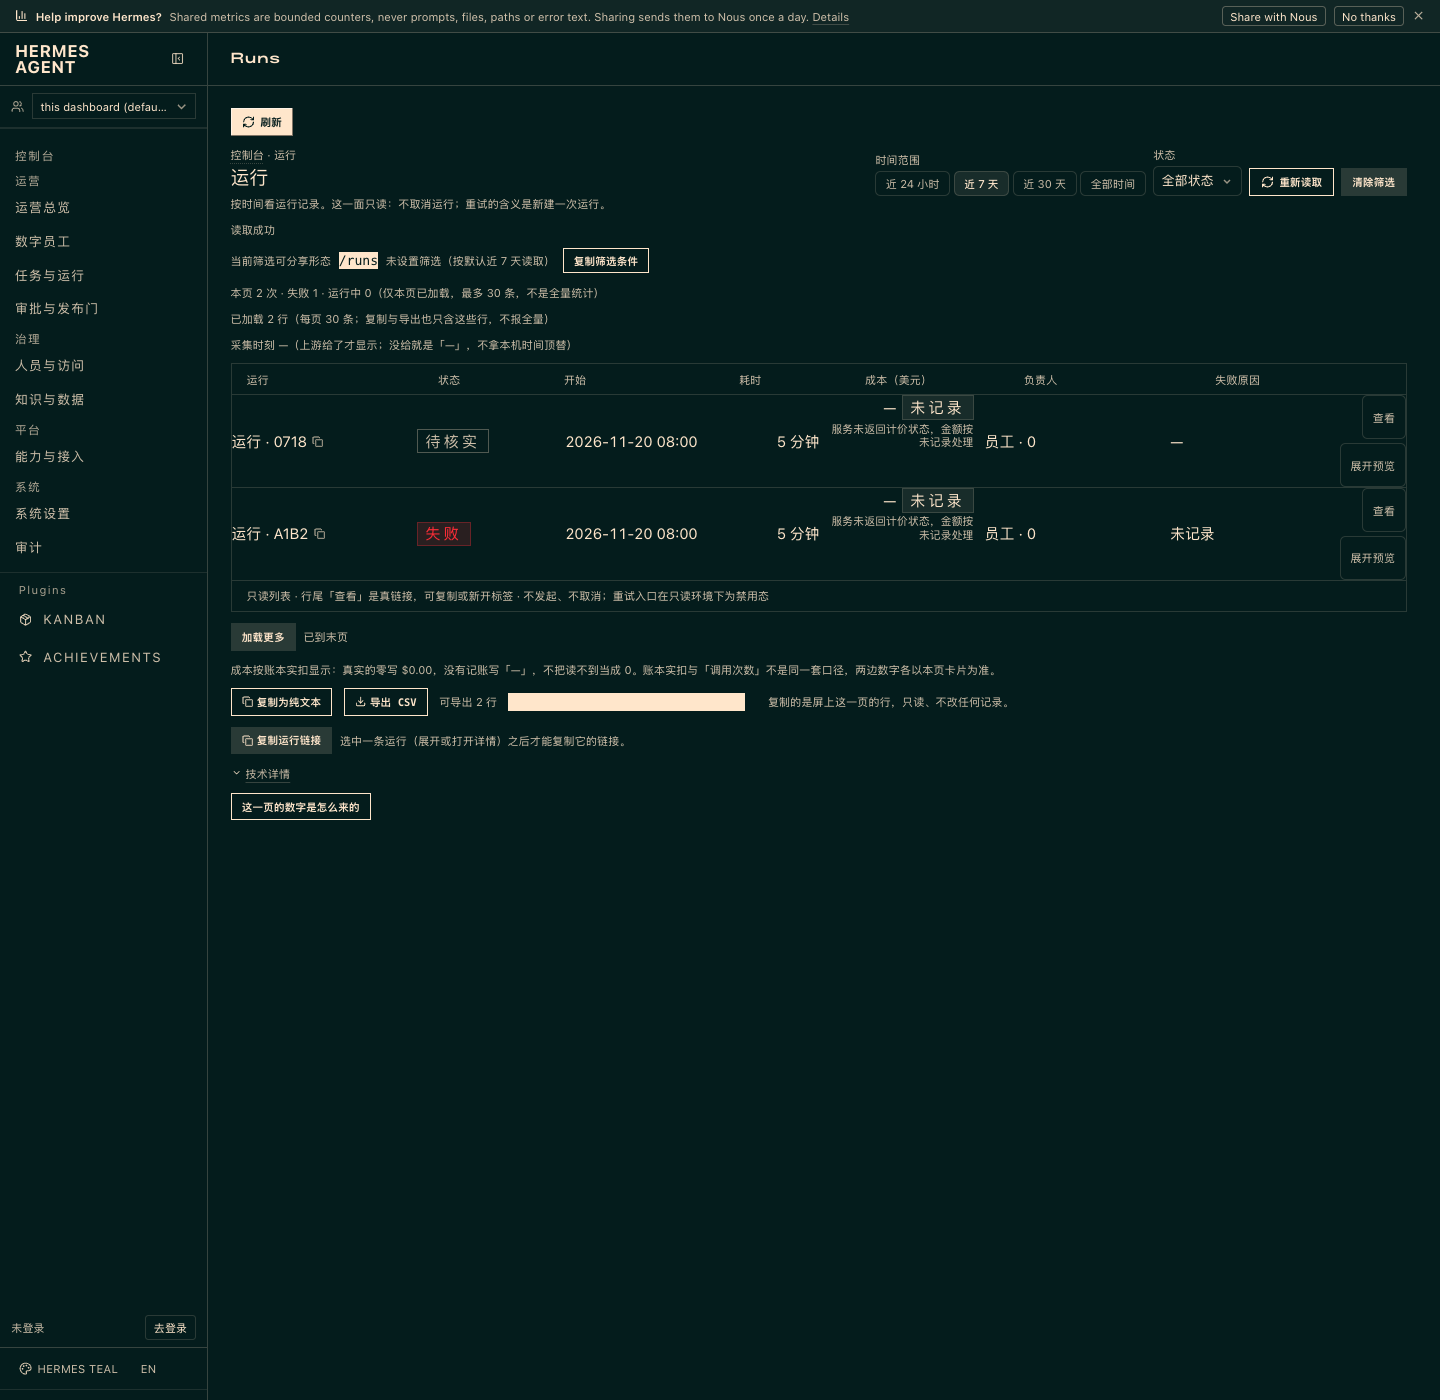 Help improve Hermes? Shared metrics are bounded counters, never prompts, files, paths or error text. Sharing sends them to Nous once a day. Details
Share with Nous
No thanks
HERMES
AGENT
Runs
this dashboard (defau...
控制台
运营
运营总览
数字员工
任务与运行
审批与发布门
治理
人员与访问
知识与数据
平台
能力与接入
系统
系统设置
审计
Plugins
KANBAN
ACHIEVEMENTS
未登录
去登录
HERMES TEAL
EN
刷新
控制台 · 运行
运行
按时间看运行记录。这一面只读：不取消运行；重试的含义是新建一次运行。
时间范围
近 24 小时
近 7 天
近 30 天
全部时间
状态
全部状态
重新读取
清除筛选
读取成功
当前筛选可分享形态 /runs 未设置筛选（按默认近 7 天读取） 复制筛选条件
本页 2 次 · 失败 1 · 运行中 0（仅本页已加载，最多 30 条，不是全量统计）
已加载 2 行（每页 30 条；复制与导出也只含这些行，不报全量）
采集时刻 —（上游给了才显示；没给就是「—」，不拿本机时间顶替）
运行 状态 开始 耗时 成本（美元） 负责人 失败原因
运行 · 0718 待核实 2026-11-20 08:00 5 分钟 — 未记录
服务未返回计价状态，金额按
未记录处理
员工 · 0 —
查看
展开预览
运行 · A1B2 失败 2026-11-20 08:00 5 分钟 — 未记录
服务未返回计价状态，金额按
未记录处理
员工 · 0 未记录
查看
展开预览
只读列表 · 行尾「查看」是真链接，可复制或新开标签 · 不发起、不取消；重试入口在只读环境下为禁用态
加载更多 已到末页
成本按账本实扣显示：真实的零写 $0.00，没有记账写「—」，不把读不到当成 0。账本实扣与「调用次数」不是同一套口径，两边数字各以本页卡片为准。
复制为纯文本 导出 CSV 可导出 2 行 复制的是屏上这一页的行，只读、不改任何记录。
复制运行链接 选中一条运行（展开或打开详情）之后才能复制它的链接。
技术详情
这一页的数字是怎么来的